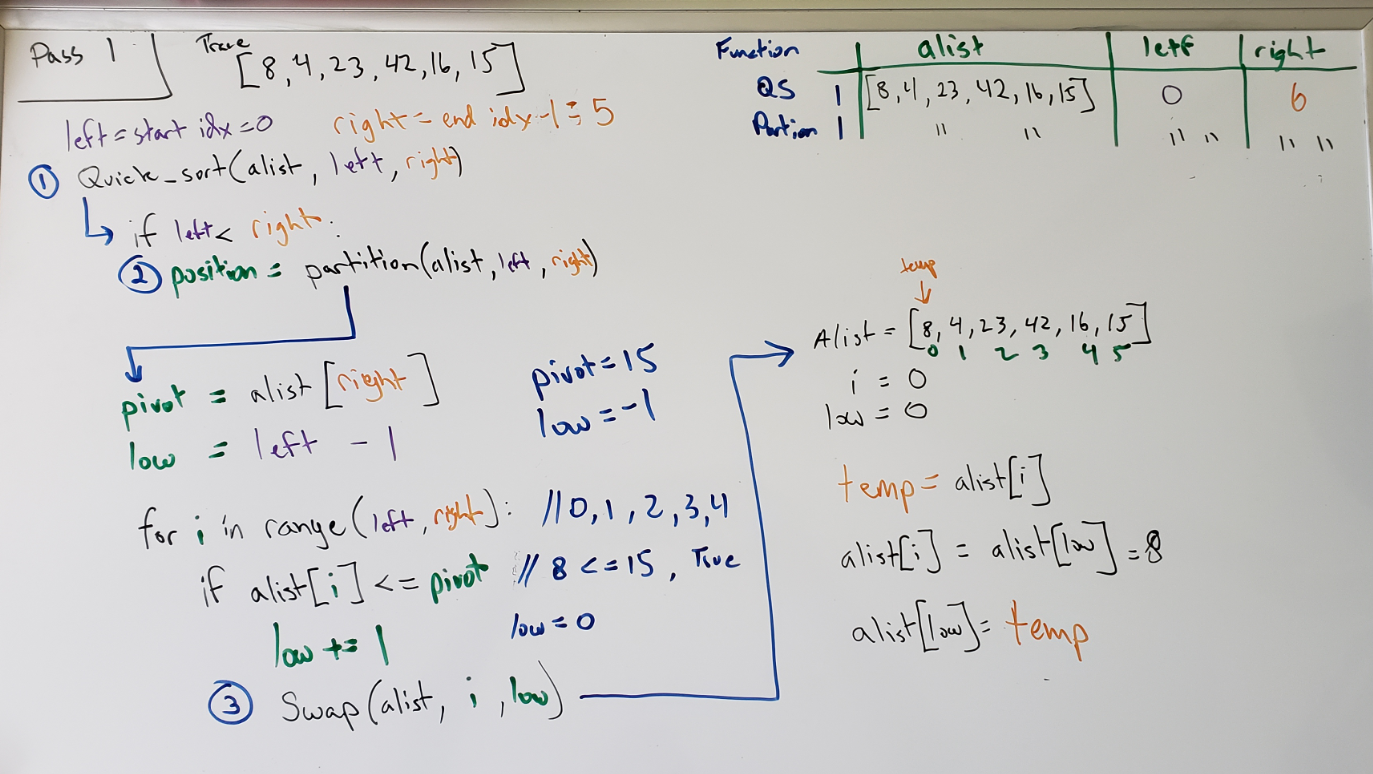 Pass 1
Trace
[8,4,23,42,16,15]
left = start idx = 0 right = end idx-1 = 5
① Quick_sort(alist, left, right)
if left < right:
② position = partition(alist, left, right)
pivot = alist[right]
low = left - 1
pivot = 15
low = -1
for i in range(left, right): //0,1,2,3,4
if alist[i] <= pivot // 8 <= 15, True
low += 1 low = 0
③ Swap(alist, i, low)
Function alist letf right
QS 1 [8,4,23,42,16,15] 0 6
Partion 1 " " " " " "
temp
Alist = [8,4,23,42,16,15]
0 1 2 3 4 5
i = 0
low = 0
temp = alist[i]
alist[i] = alist[low] = 8
alist[low] = temp